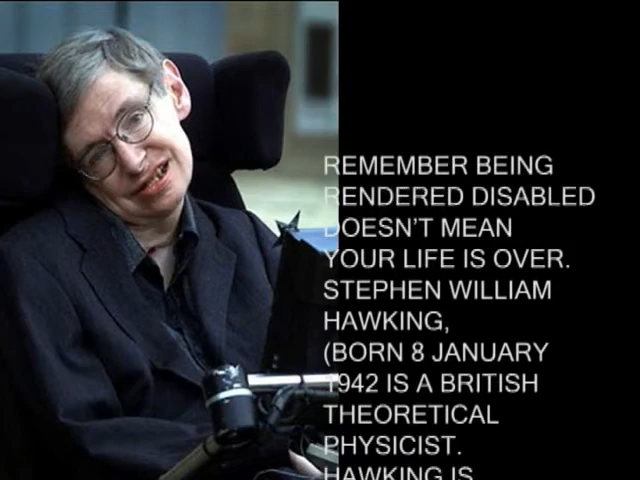 REMEMBER BEING
RENDERED DISABLED
DOESN'T MEAN
YOUR LIFE IS OVER.
STEPHEN WILLIAM
HAWKING,
(BORN 8 JANUARY
1942 IS A BRITISH
THEORETICAL
PHYSICIST.
HAWKING IS